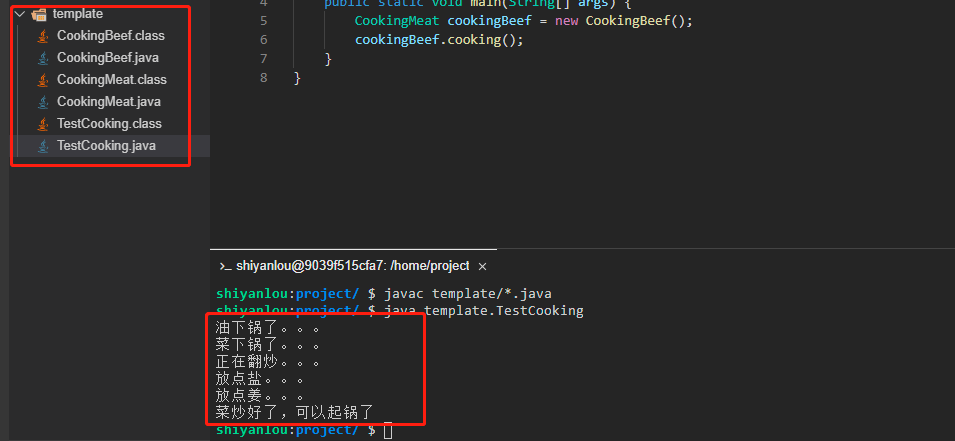 template
CookingBeef.class
CookingBeef.java
CookingMeat.class
CookingMeat.java
TestCooking.class
TestCooking.java
4 public static void main(String[] args) {
5 CookingMeat cookingBeef = new CookingBeef();
6 cookingBeef.cooking();
7 }
8 }
shiyanlou@9039f515cfa7: /home/project ×
shiyanlou:project/ $ javac template/*.java
shiyanlou:project/ $ java template.TestCooking
油下锅了。。。
菜下锅了。。。
正在翻炒。。。
放点盐。。。
放点姜。。。
菜炒好了，可以起锅了
shiyanlou:project/ $